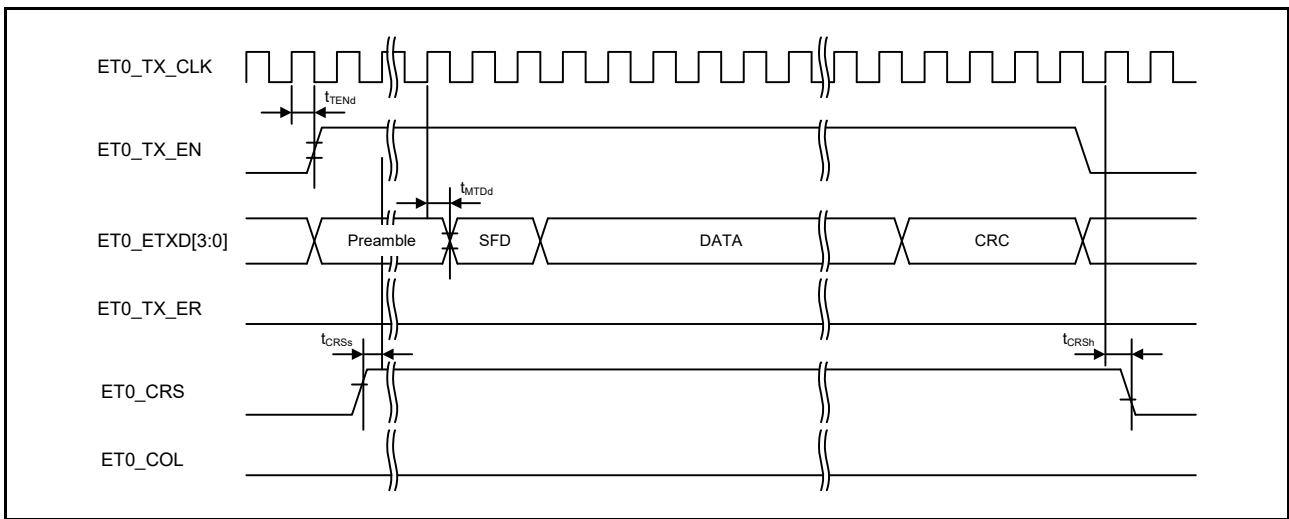 ET0_TX_CLK
tTENd
ET0_TX_EN
tMTDd
ET0_ETXD[3:0]
Preamble SFD DATA CRC
ET0_TX_ER
tCRSs tCRSh
ET0_CRS
ET0_COL